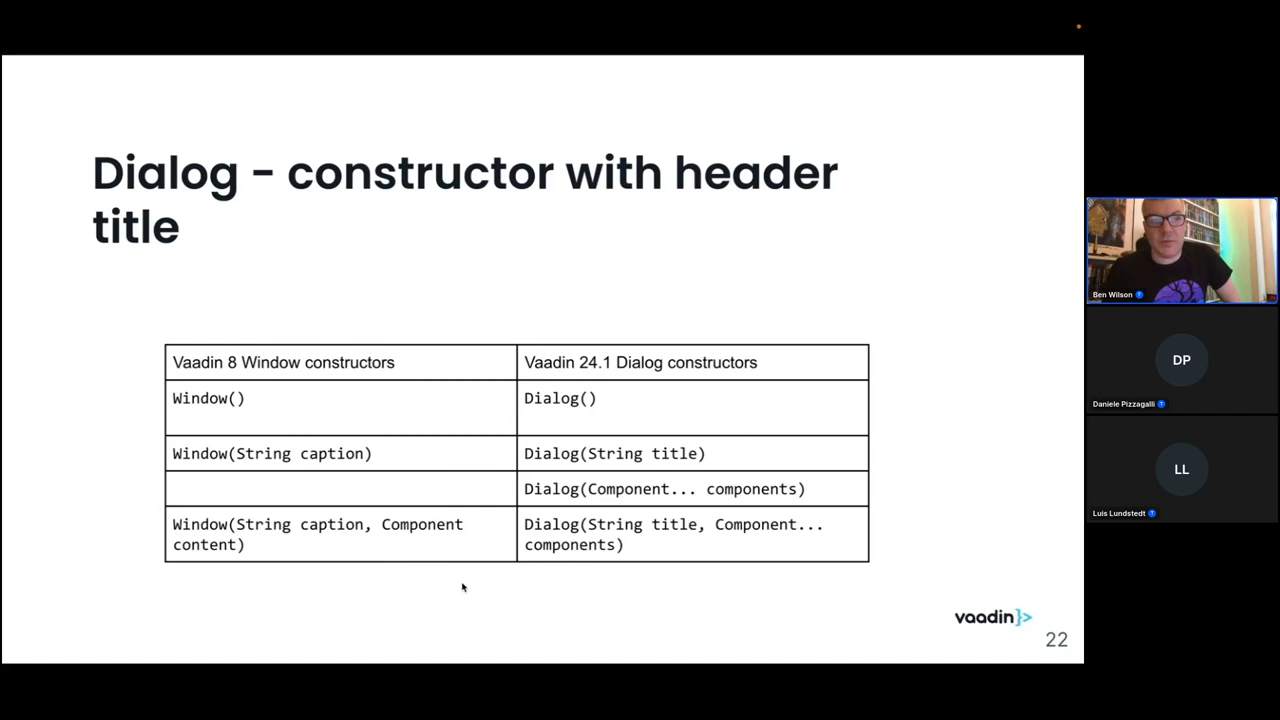 Dialog - constructor with header
title
Vaadin 8 Window constructors
Vaadin 24.1 Dialog constructors
Window()
Dialog()
Window(String caption)
Dialog(String title)
Dialog(Component... components)
Window(String caption, Component
content)
Dialog(String title, Component...
components)
vaadin}>
22
Ben Wilson
DP
Daniele Pizzagalli
LL
Luis Lundstedt